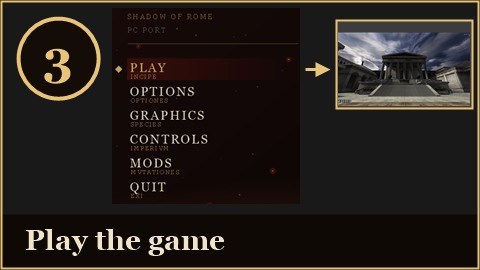 3
SHADOW OF ROME
PC PORT
PLAY
INCIPE
OPTIONS
OPTIONES
GRAPHICS
SPECIES
CONTROLS
IMPERIVM
MODS
MVTATIONES
QUIT
EXI
Play the game